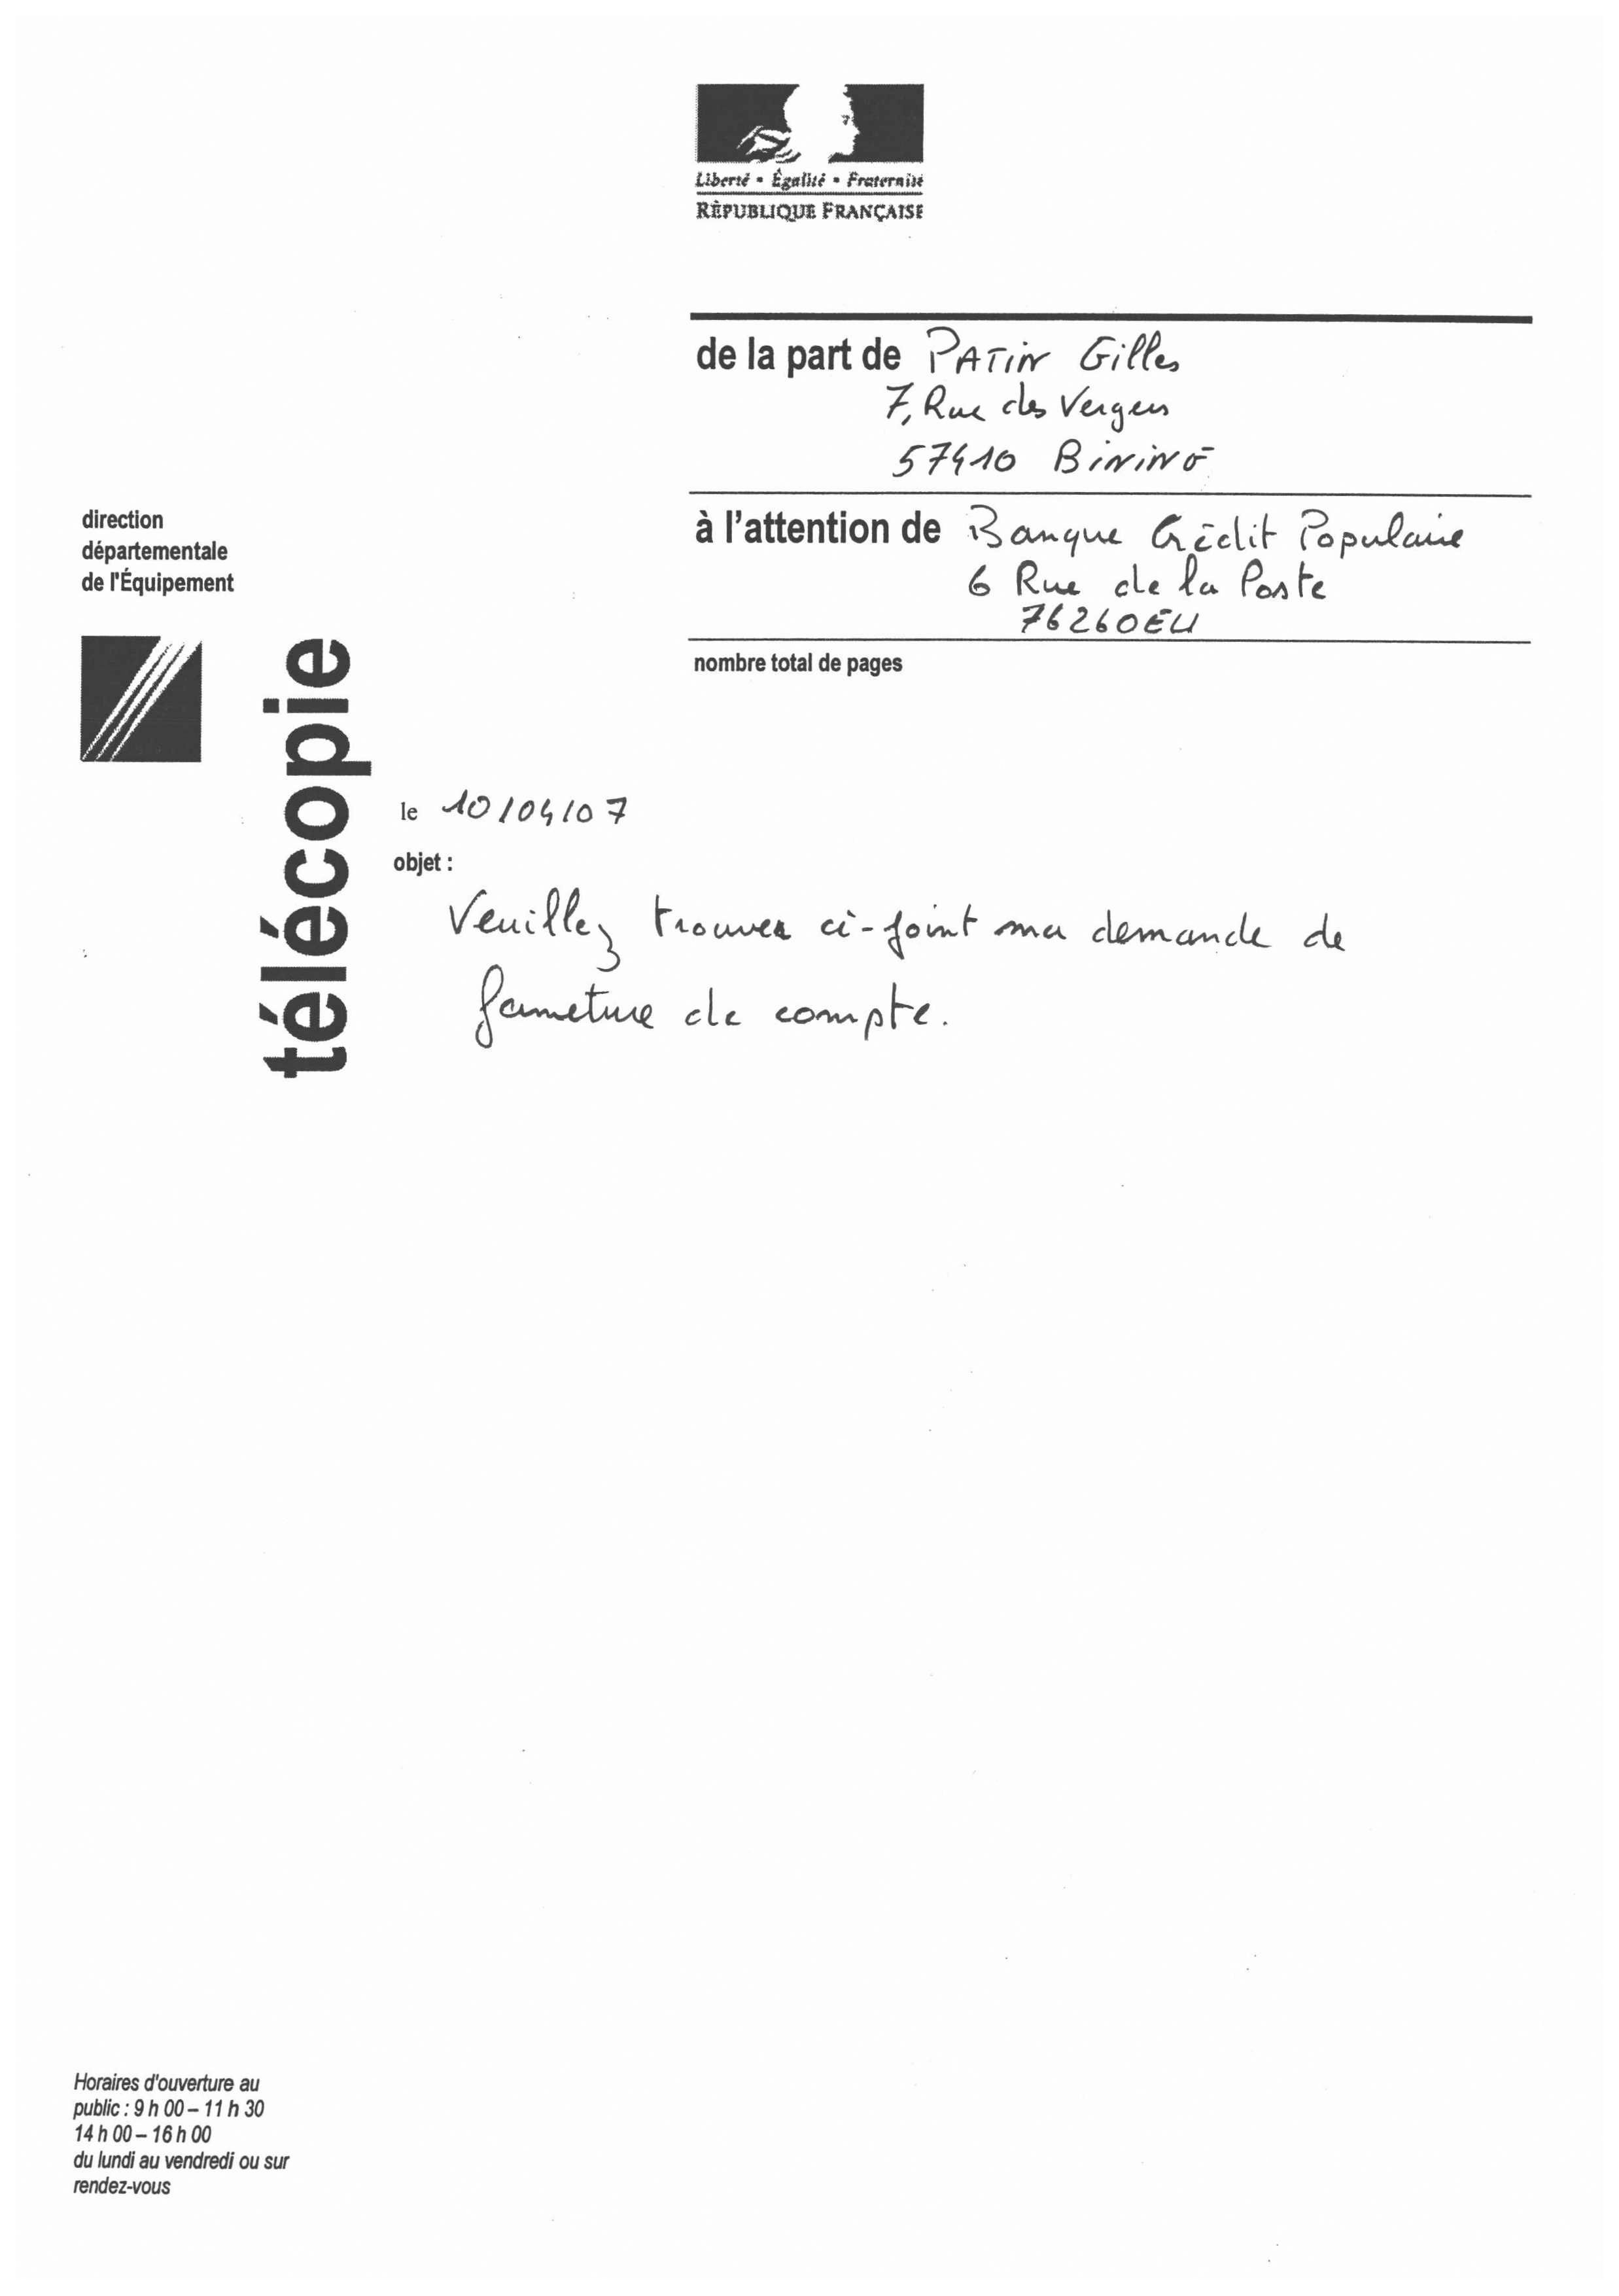 Liberté • Égalité • Fraternité
RÉPUBLIQUE FRANÇAISE
de la part de PATIN Gilles
7, Rue des Vergers
57410 BINING
à l'attention de Banque Crédit Populaire
6 Rue de la Poste
76260 EU
nombre total de pages
direction
départementale
de l'Équipement
télécopie
le 10/04/07
objet :
Veuillez trouver ci-joint ma demande de
fermeture de compte.
Horaires d'ouverture au
public : 9 h 00 – 11 h 30
14 h 00 – 16 h 00
du lundi au vendredi ou sur
rendez-vous